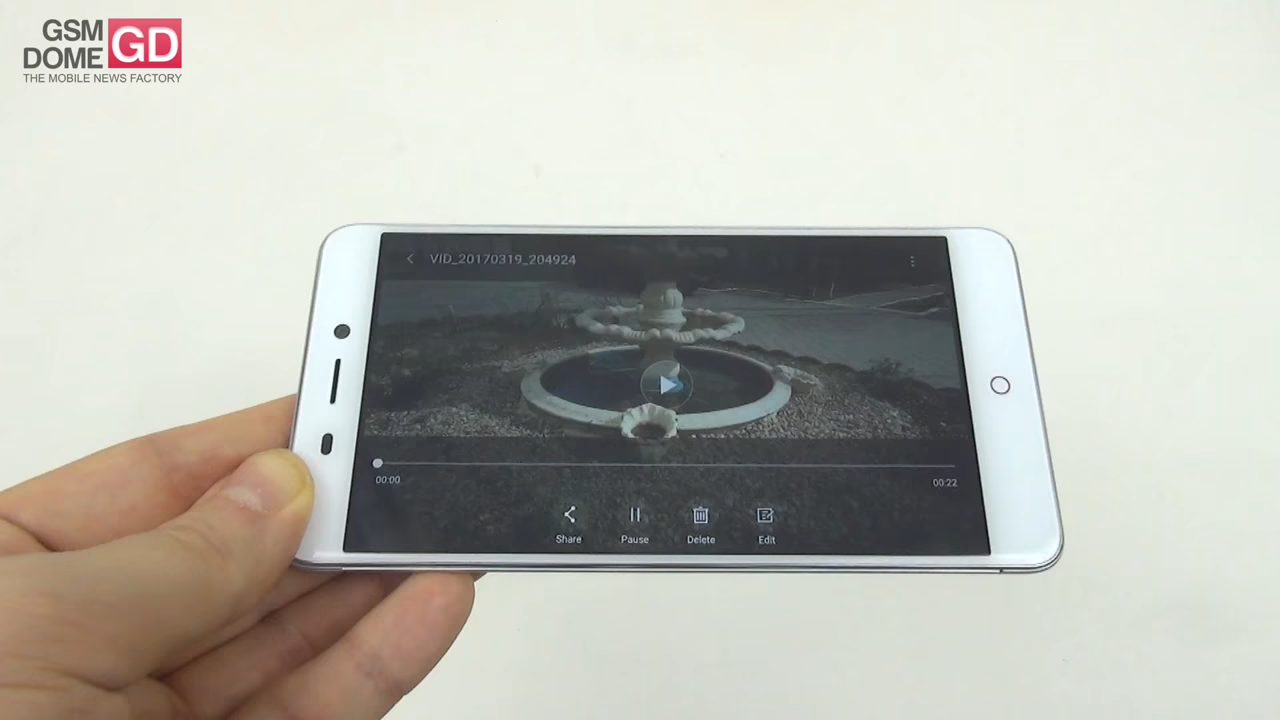 GSM
DOME GD
THE MOBILE NEWS FACTORY
VID_20170319_204924
00:00
00:22
Share
Pause
Delete
Edit